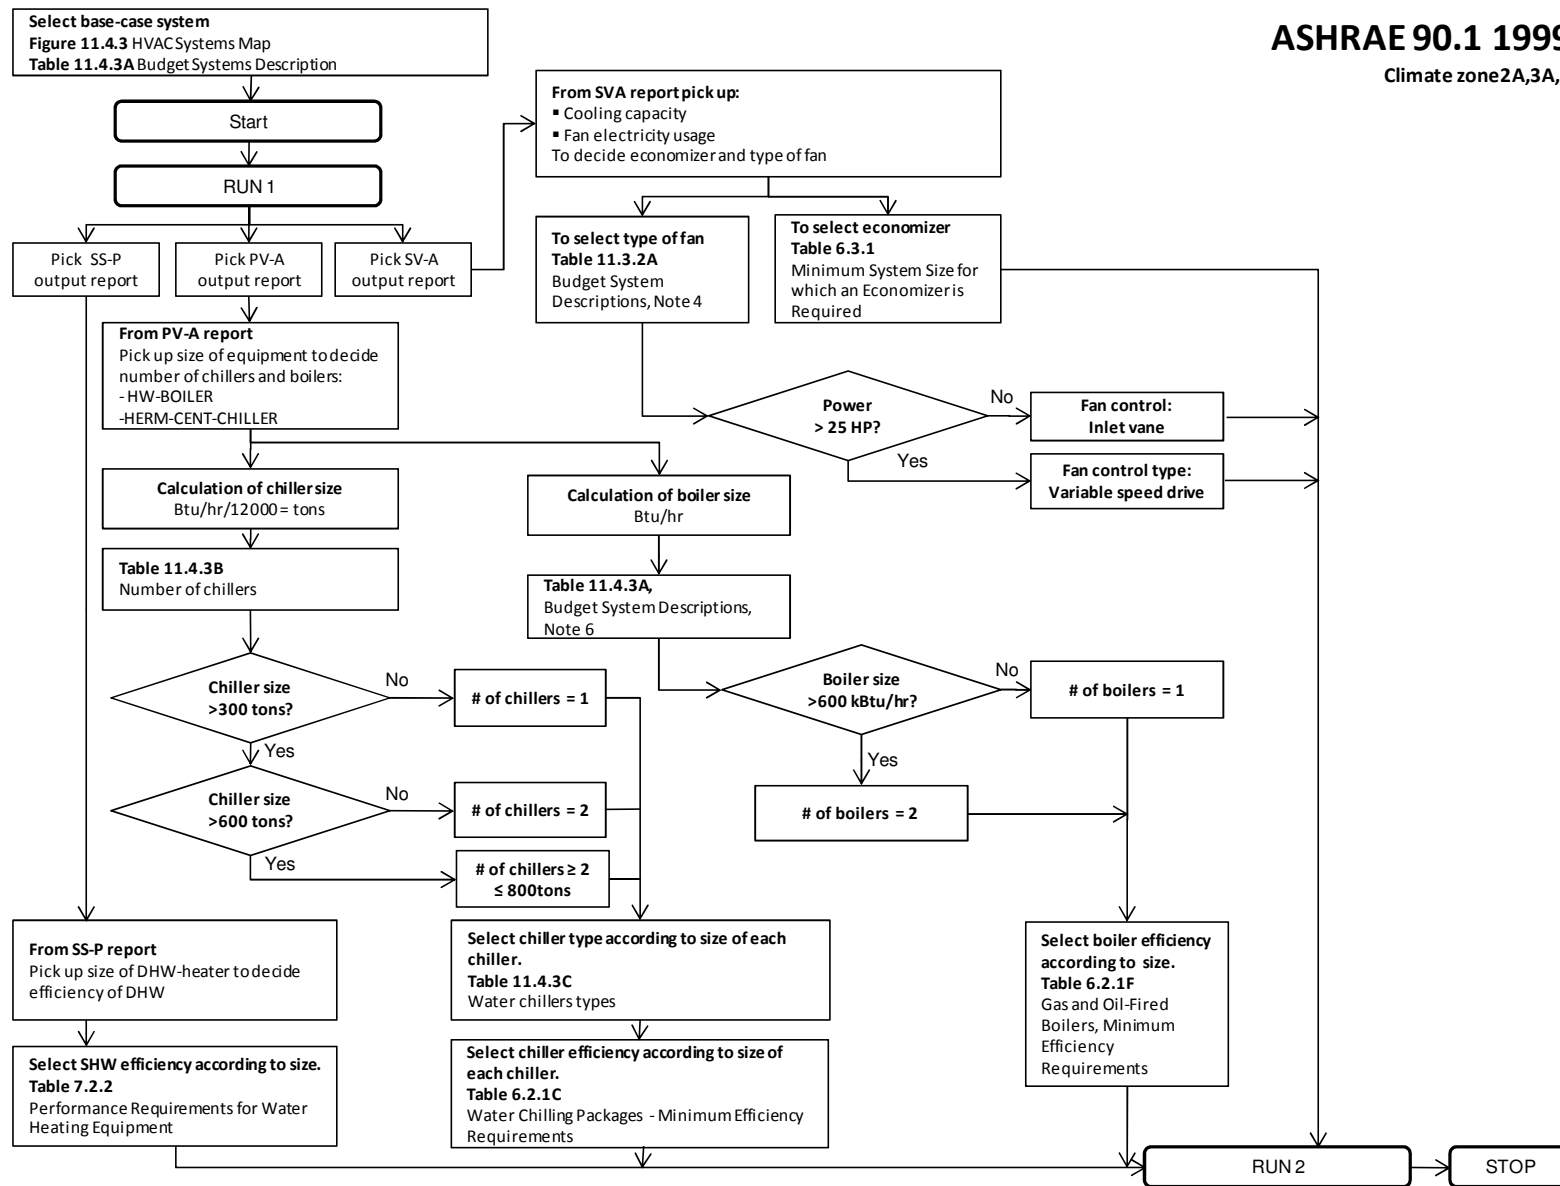 ASHRAE 90.1 1999
Climate zone2A,3A,
Select base-case system
Figure 11.4.3 HVAC Systems Map
Table 11.4.3A Budget Systems Description
Start
RUN 1
Pick SS-P
output report
Pick PV-A
output report
Pick SV-A
output report
From SVA report pick up:
▪ Cooling capacity
▪ Fan electricity usage
To decide economizer and type of fan
To select type of fan
Table 11.3.2A
Budget System
Descriptions, Note 4
To select economizer
Table 6.3.1
Minimum System Size for
which an Economizer is
Required
From PV-A report
Pick up size of equipment to decide
number of chillers and boilers:
- HW-BOILER
-HERM-CENT-CHILLER
Power
> 25 HP?
No
Fan control:
Inlet vane
Yes
Fan control type:
Variable speed drive
Calculation of chiller size
Btu/hr/12000 = tons
Calculation of boiler size
Btu/hr
Table 11.4.3B
Number of chillers
Table 11.4.3A,
Budget System Descriptions,
Note 6
Chiller size
>300 tons?
No
# of chillers = 1
Yes
Chiller size
>600 tons?
No
# of chillers = 2
Yes
# of chillers ≥ 2
≤ 800tons
Boiler size
>600 kBtu/hr?
No
# of boilers = 1
Yes
# of boilers = 2
From SS-P report
Pick up size of DHW-heater to decide
efficiency of DHW
Select SHW efficiency according to size.
Table 7.2.2
Performance Requirements for Water
Heating Equipment
Select chiller type according to size of each
chiller.
Table 11.4.3C
Water chillers types
Select chiller efficiency according to size of
each chiller.
Table 6.2.1C
Water Chilling Packages - Minimum Efficiency
Requirements
Select boiler efficiency
according to size.
Table 6.2.1F
Gas and Oil-Fired
Boilers, Minimum
Efficiency
Requirements
RUN 2
STOP